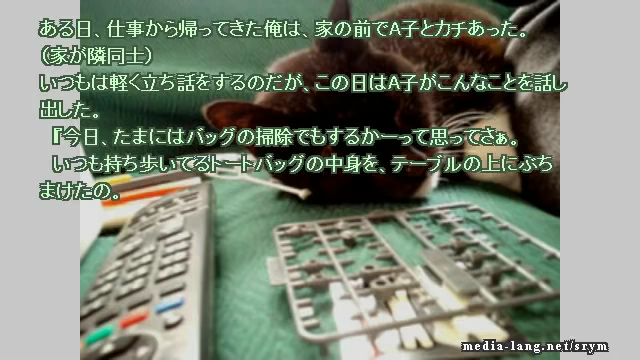 ある日、仕事から帰ってきた俺は、家の前でA子とカチあった。
（家が隣同士）
いつもは軽く立ち話をするのだが、この日はA子がこんなことを話し
出した。
『今日、たまにはバッグの掃除でもするかーって思ってさぁ。
いつも持ち歩いてるトートバッグの中身を、テーブルの上にぶち
まけたの。
media-lang.net/srym